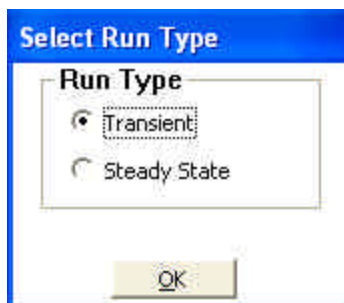 Select Run Type
Run Type
Transient
Steady State
OK